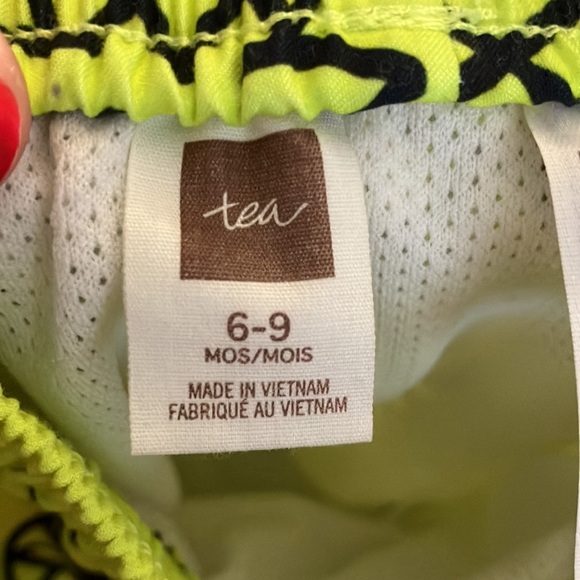 tea
6-9
MOS/MOIS
MADE IN VIETNAM
FABRIQUÉ AU VIETNAM